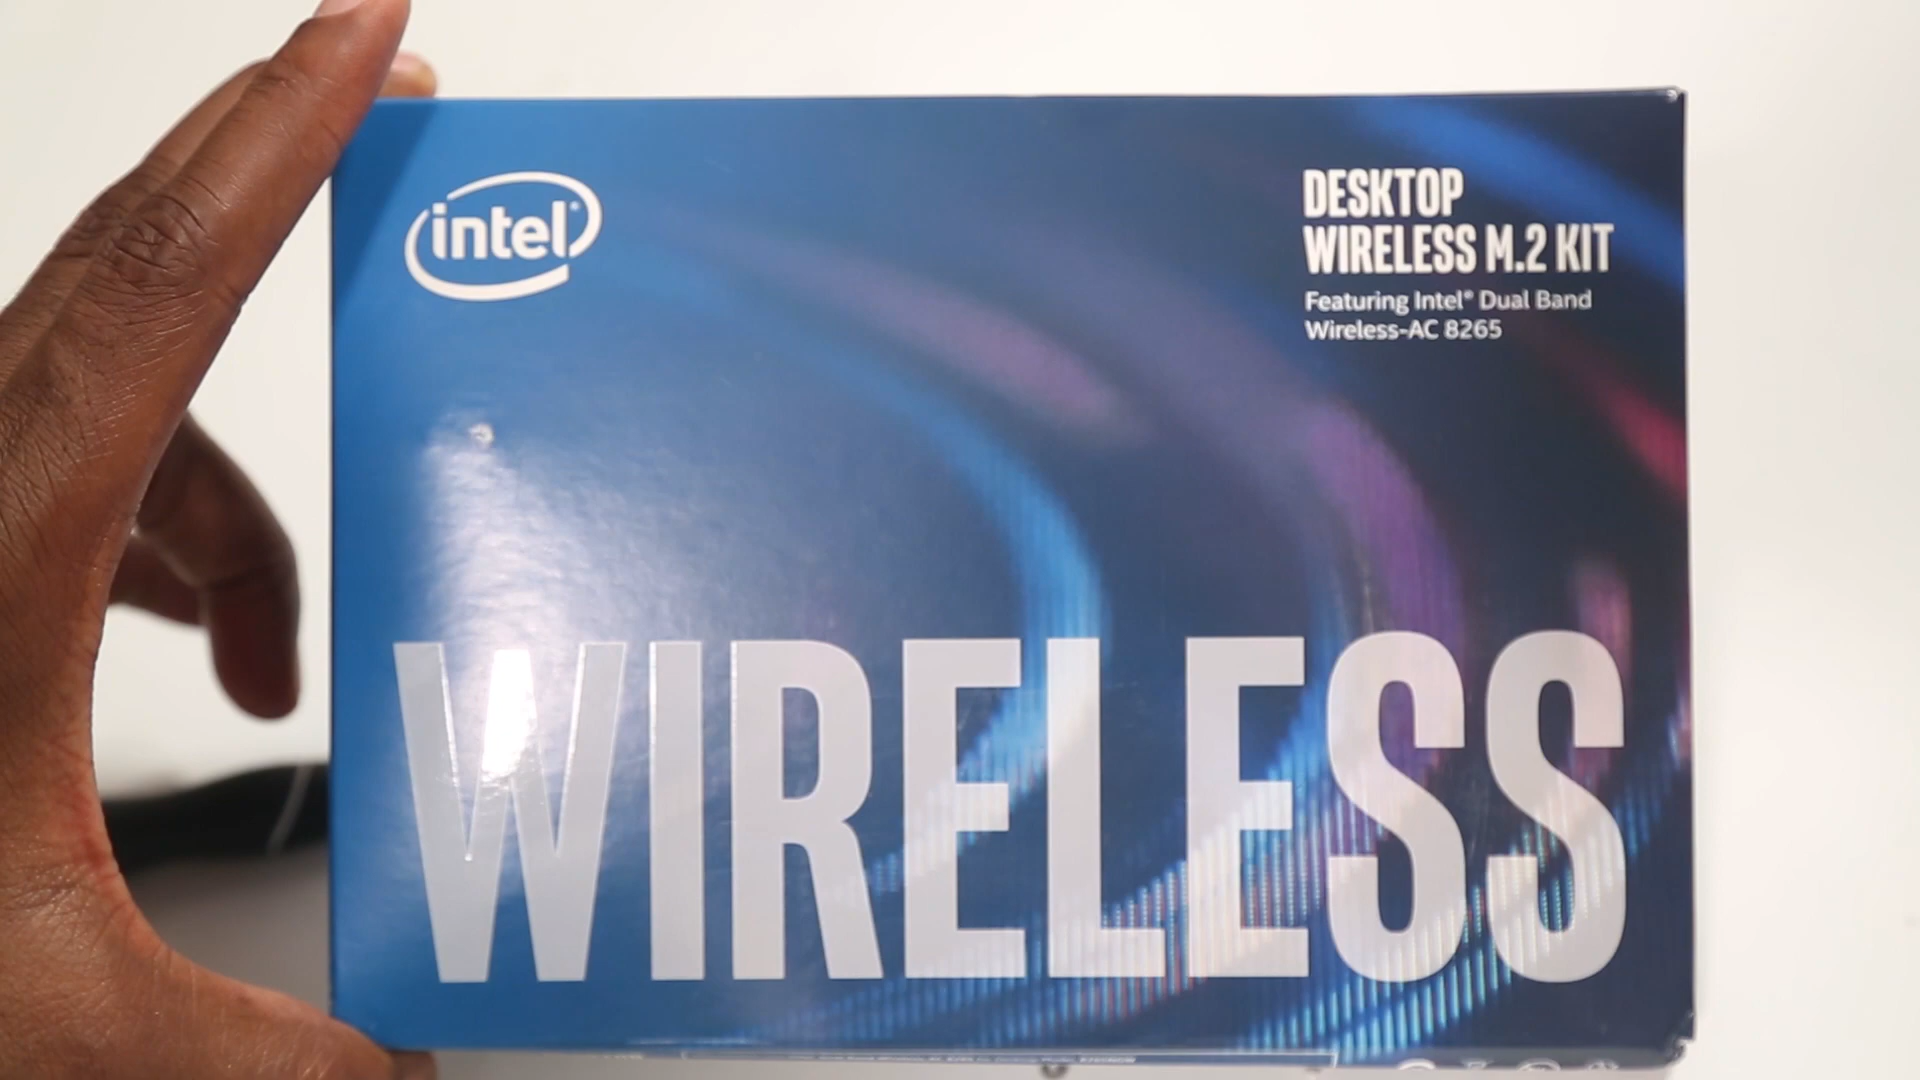 intel®
DESKTOP
WIRELESS M.2 KIT
Featuring Intel® Dual Band
Wireless-AC 8265
WIRELESS